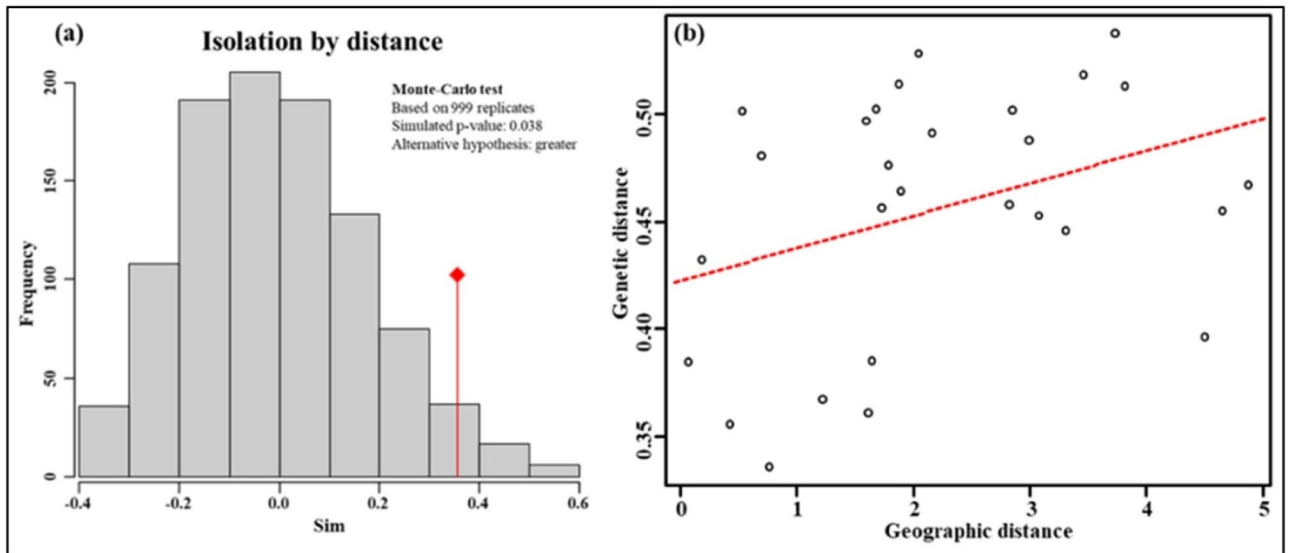 (a)
Isolation by distance
Monte-Carlo test
Based on 999 replicates
Simulated p-value: 0.038
Alternative hypothesis: greater
Frequency
200
150
100
50
0
-0.4
-0.2
0.0
0.2
0.4
0.6
Sim
(b)
Genetic distance
0.50
0.45
0.40
0.35
0
1
2
3
4
5
Geographic distance